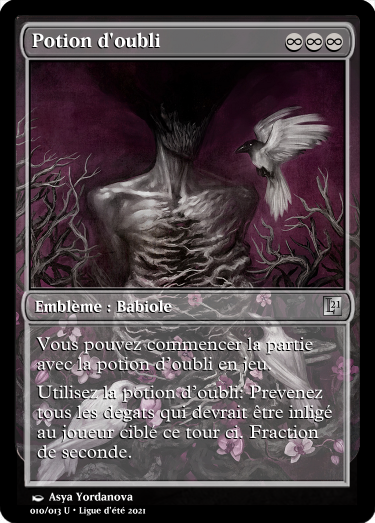 Potion d'oubli ∞∞∞
Emblème : Babiole L21
Vous pouvez commencer la partie
avec la potion d'oubli en jeu.
Utilisez la potion d'oubli: Prevenez
tous les degats qui devrait être inligé
au joueur ciblé ce tour ci. Fraction
de seconde.
Asya Yordanova
010/013 U • Ligue d'été 2021